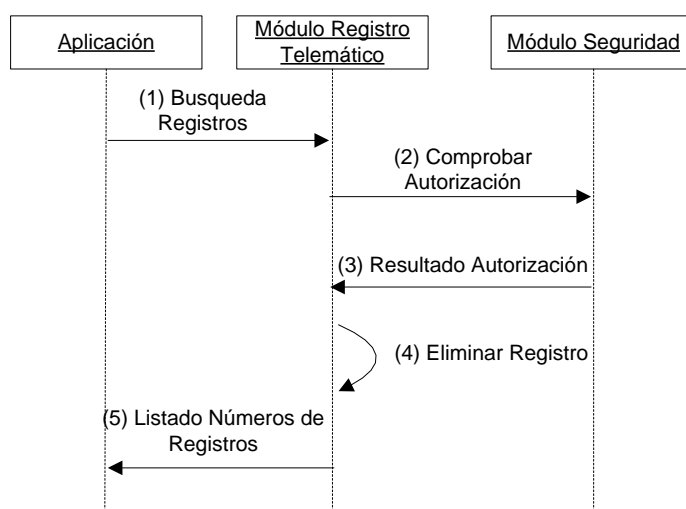 Aplicación
Módulo Registro
Telemático
Módulo Seguridad
(1) Busqueda
Registros
(2) Comprobar
Autorización
(3) Resultado Autorización
(4) Eliminar Registro
(5) Listado Números de
Registros